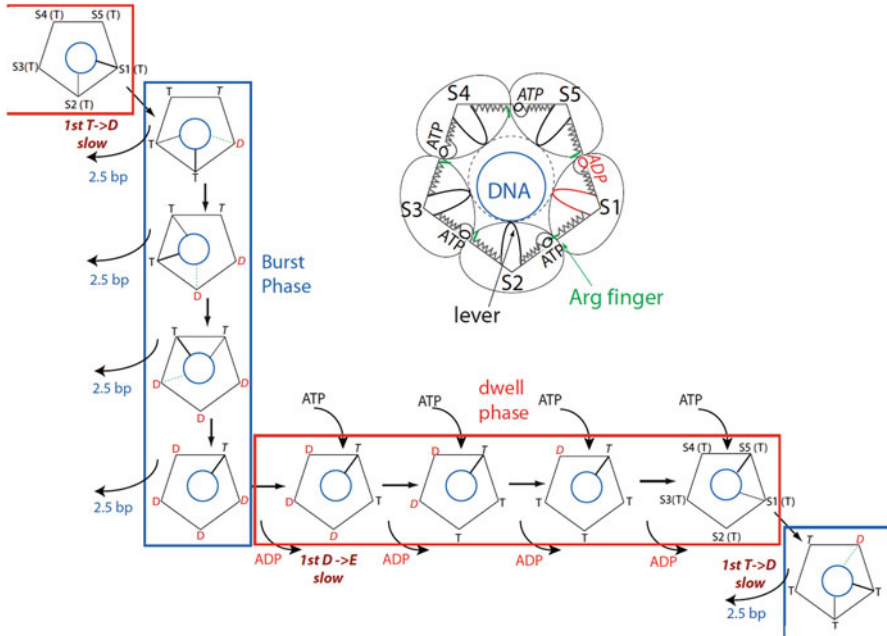 S4 (T) S5 (T)
S3(T) S1 (T)
S2 (T)
1st T->D
slow
2.5 bp
T T
T D
T
2.5 bp
T T
T D
D
Burst
Phase
2.5 bp
T T
D D
D
2.5 bp
D T
D D
D
S4 ATP S5
ATP ADP
DNA
S3 S1
ATP ATP
S2
lever
Arg finger
dwell
phase
ATP ATP ATP ATP
D T
D T
D
D T
D T
T
D T
T T
T
S4 (T) S5 (T)
S3(T) S1 (T)
S2 (T)
ADP
1st D ->E
slow
ADP
ADP
ADP
1st T->D
slow
2.5 bp
T D
T T
T